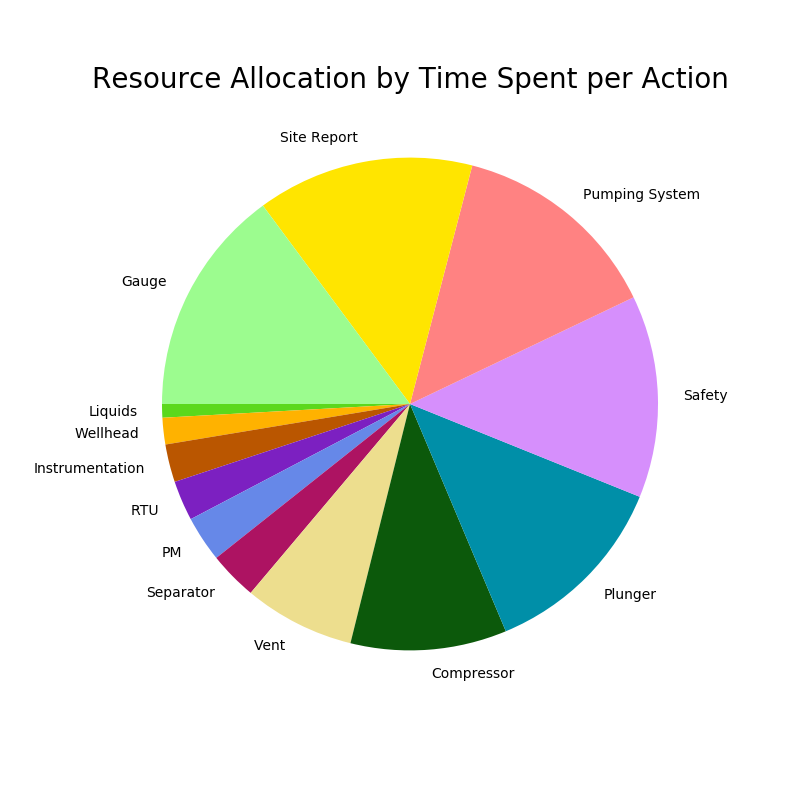 Resource Allocation by Time Spent per Action
Site Report
Pumping System
Gauge
Safety
Liquids
Wellhead
Instrumentation
RTU
PM
Separator
Plunger
Vent
Compressor